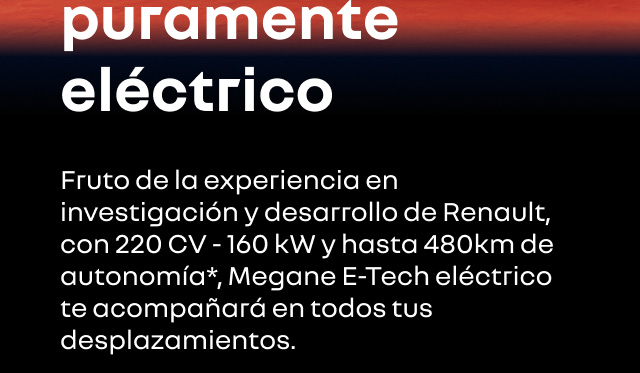 puramente
eléctrico
Fruto de la experiencia en
investigación y desarrollo de Renault,
con 220 CV - 160 kW y hasta 480km de
autonomía*, Megane E-Tech eléctrico
te acompañará en todos tus
desplazamientos.